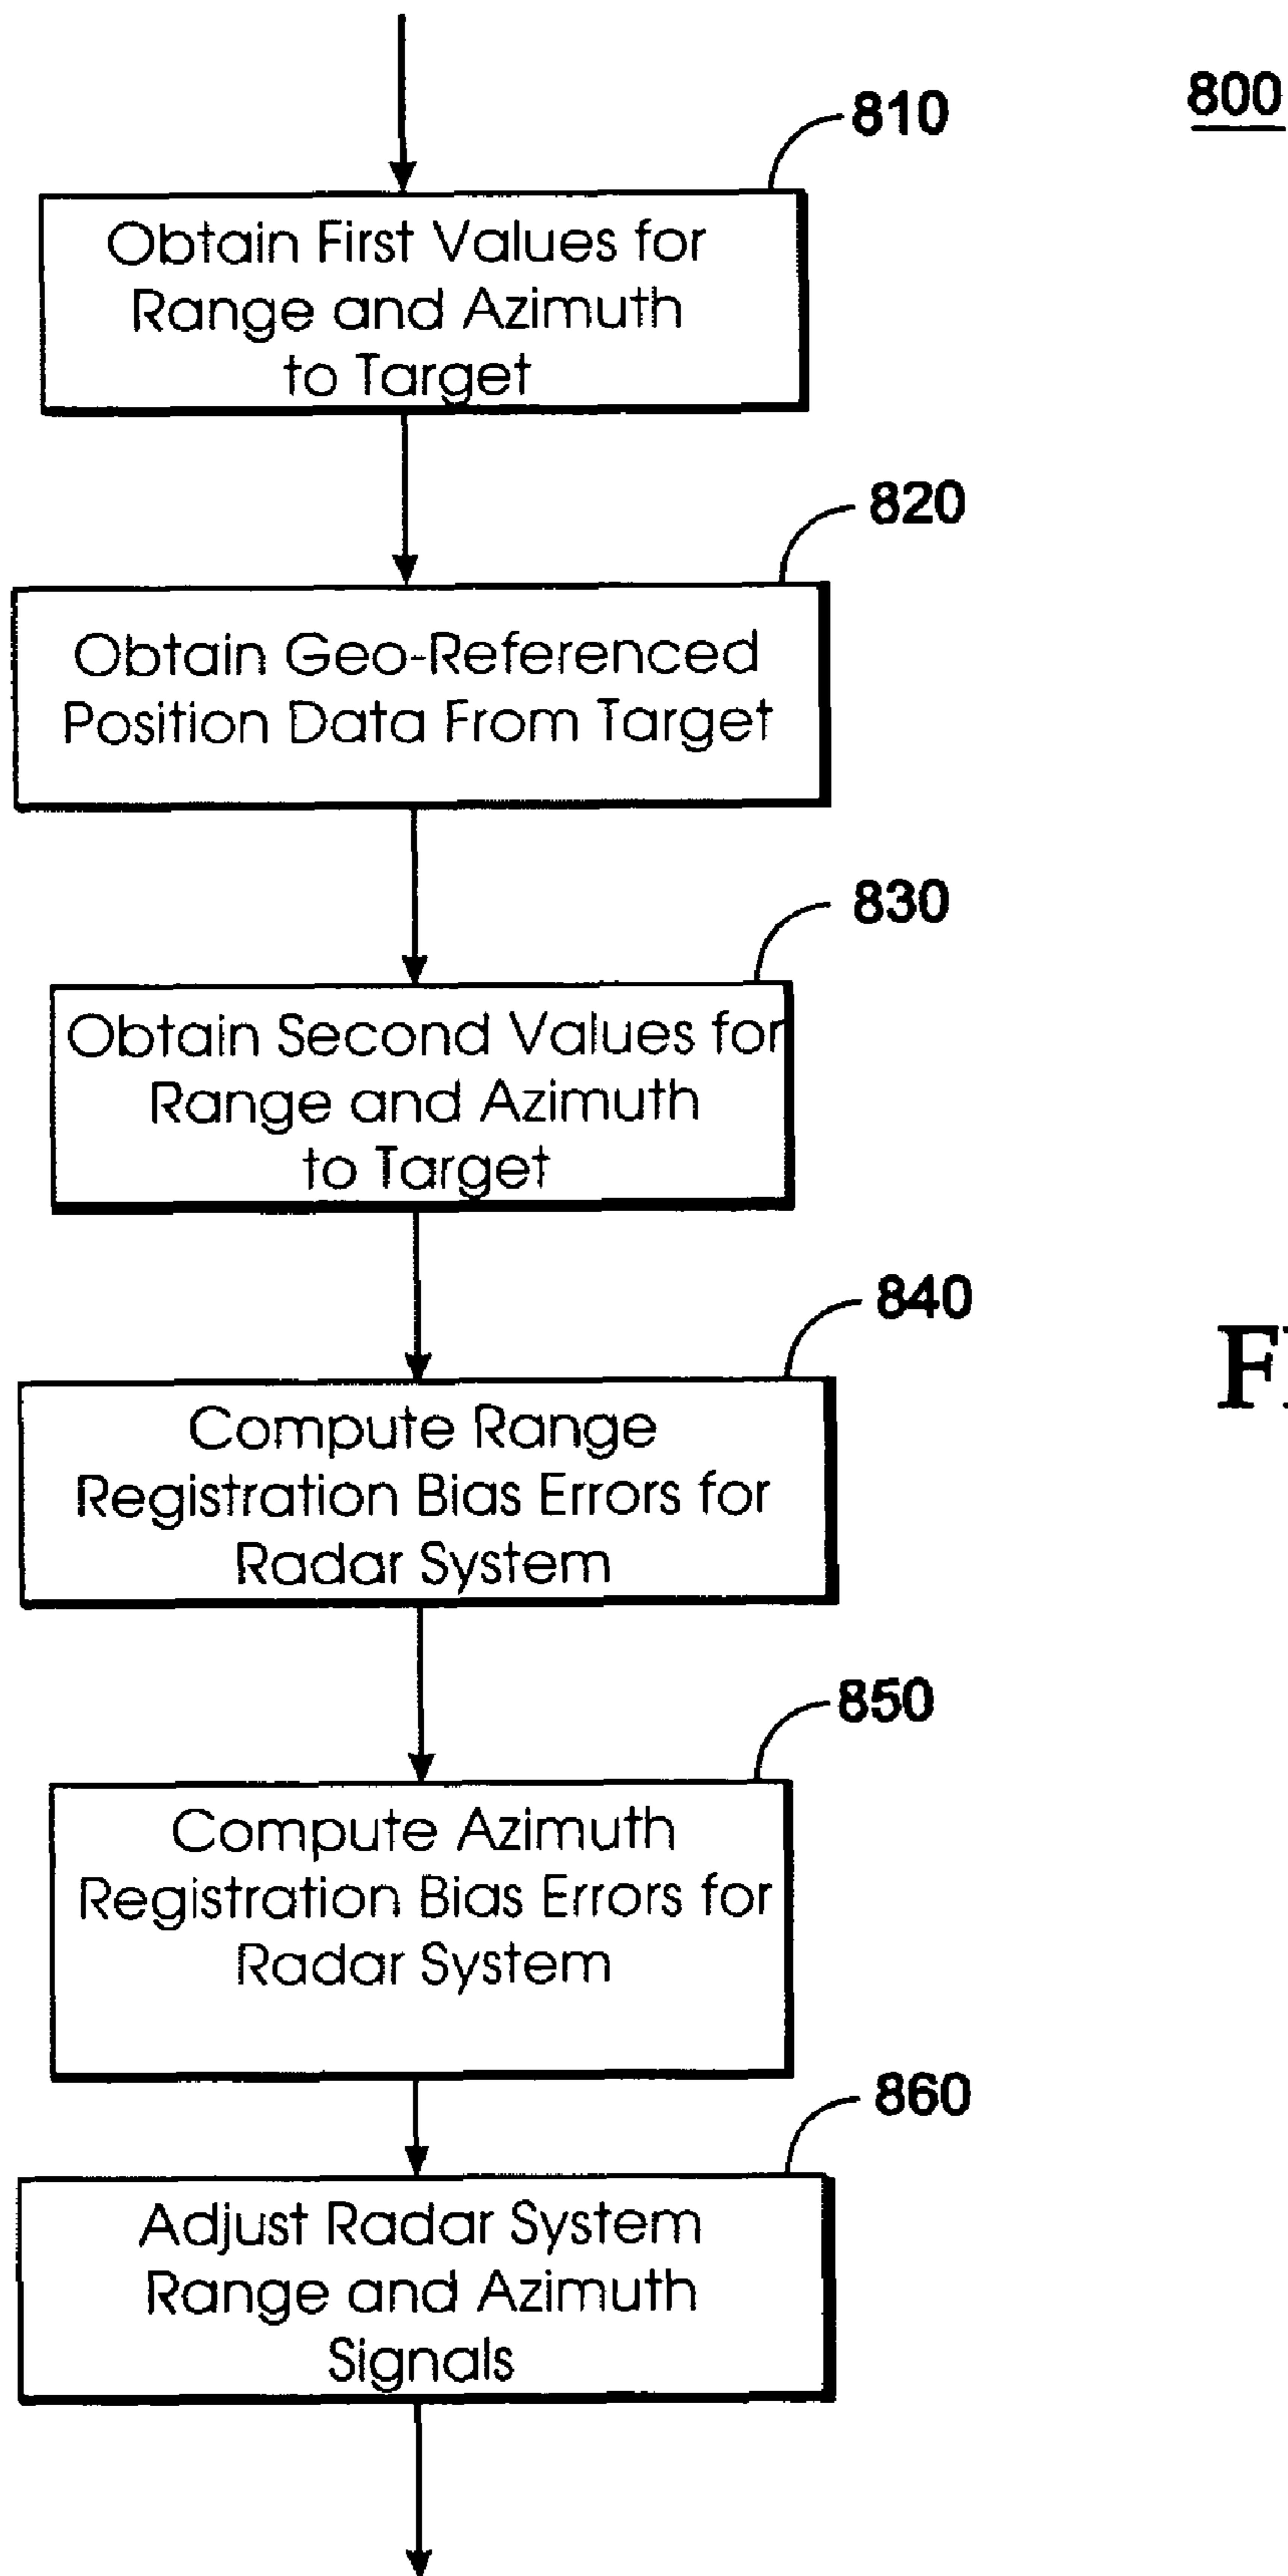 800
810
Obtain First Values for
Range and Azimuth
to Target
820
Obtain Geo-Referenced
Position Data From Target
830
Obtain Second Values for
Range and Azimuth
to Target
840
Compute Range
Registration Bias Errors for
Radar System
850
Compute Azimuth
Registration Bias Errors for
Radar System
860
Adjust Radar System
Range and Azimuth
Signals